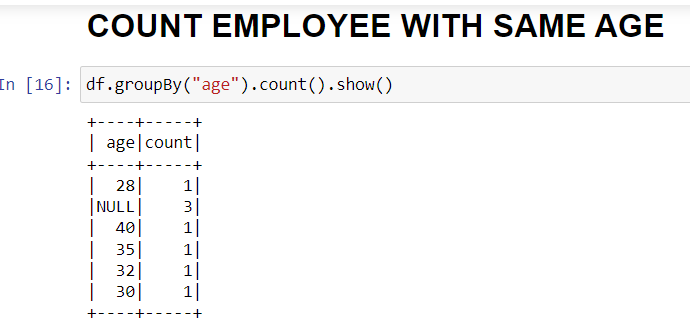 COUNT EMPLOYEE WITH SAME AGE
In [16]: df.groupBy("age").count().show()
+----+-----+
| age|count|
+----+-----+
|  28|    1|
|NULL|    3|
|  40|    1|
|  35|    1|
|  32|    1|
|  30|    1|
+----+-----+